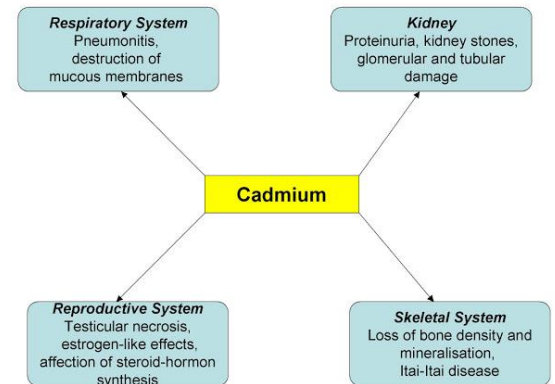 Respiratory System
Pneumonitis,
destruction of
mucous membranes
Kidney
Proteinuria, kidney stones,
glomerular and tubular
damage
Cadmium
Reproductive System
Testicular necrosis,
estrogen-like effects,
affection of steroid-hormon
synthesis
Skeletal System
Loss of bone density and
mineralisation,
Itai-Itai disease